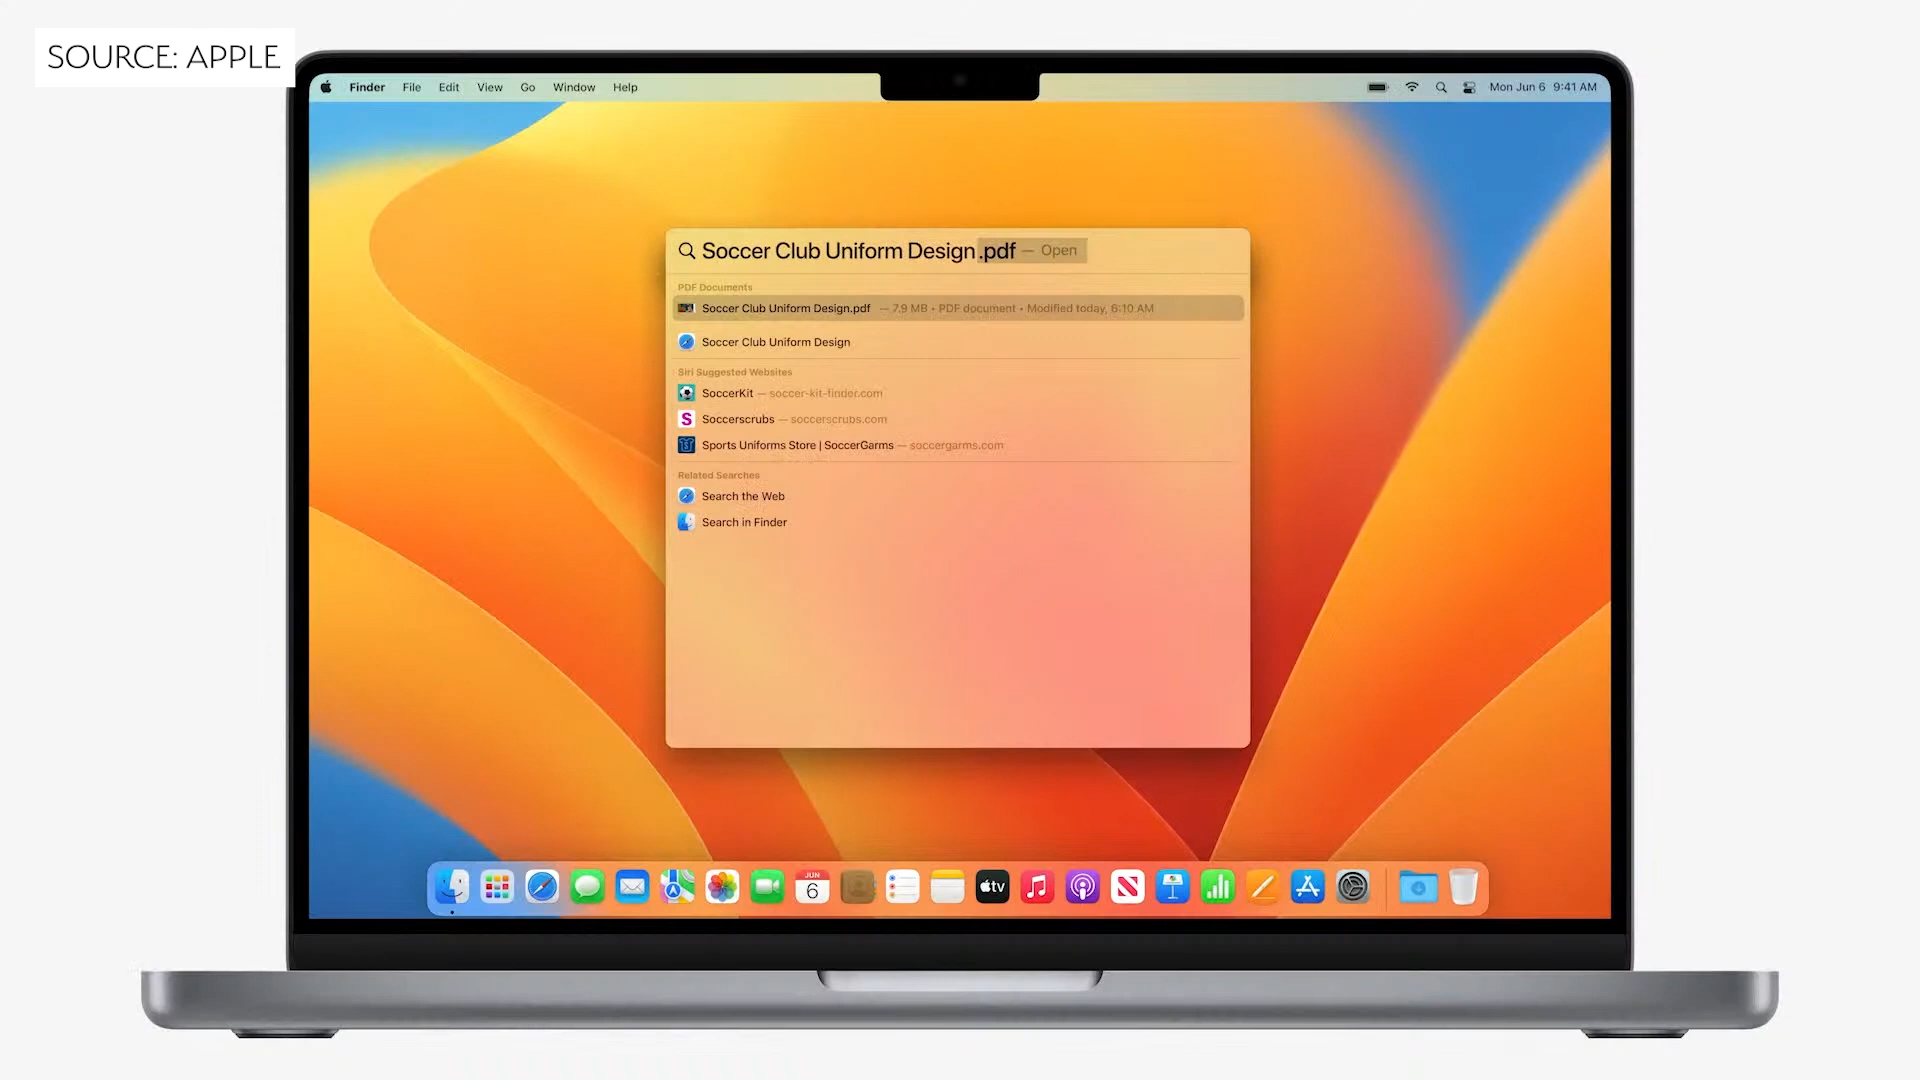 SOURCE: APPLE
Finder File Edit View Go Window Help Mon Jun 6 9:41 AM
Soccer Club Uniform Design.pdf — Open
PDF Documents
Soccer Club Uniform Design.pdf — 7.9 MB • PDF document • Modified today, 6:10 AM
Soccer Club Uniform Design
Siri Suggested Websites
SoccerKit — soccer-kit-finder.com
S Soccerscrubs — soccerscrubs.com
Sports Uniforms Store | SoccerGarms — soccergarms.com
Related Searches
Search the Web
Search in Finder
JUN
6
tv